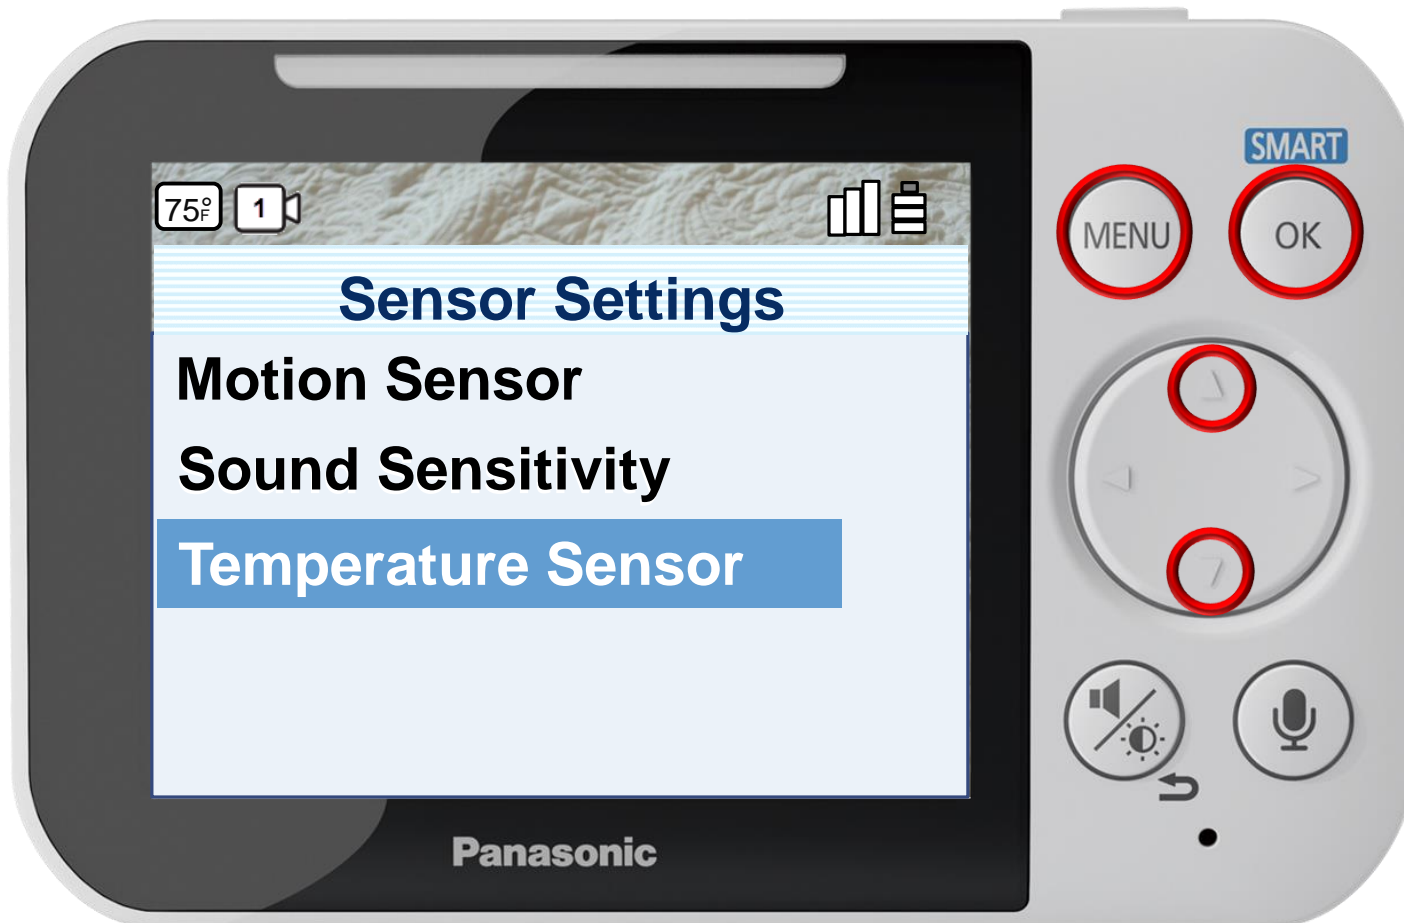 SMART
75°F
1
MENU
OK
Sensor Settings
Motion Sensor
Sound Sensitivity
Temperature Sensor
Panasonic